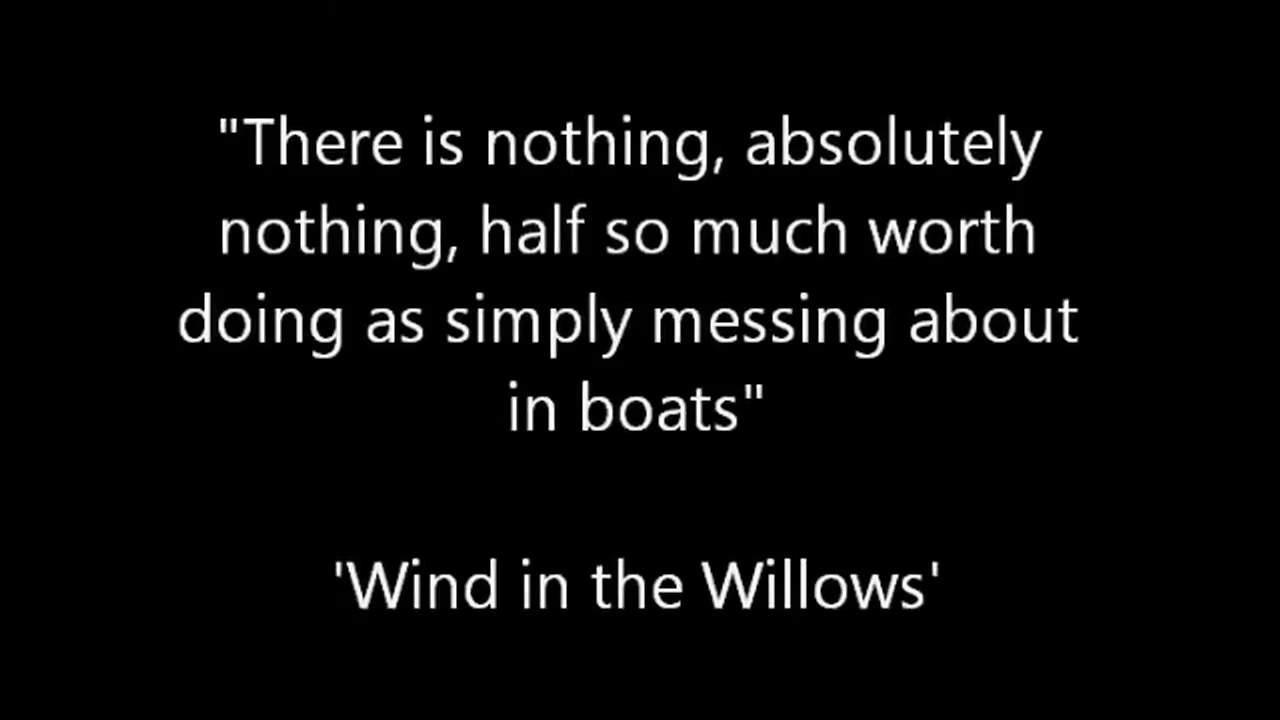 "There is nothing, absolutely
nothing, half so much worth
doing as simply messing about
in boats"
'Wind in the Willows'